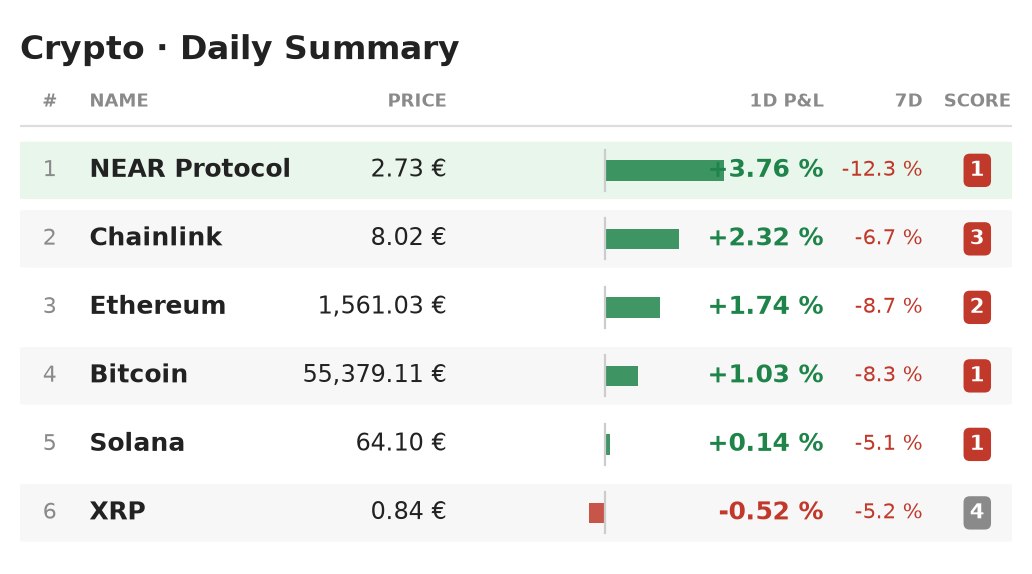 Crypto · Daily Summary
# NAME PRICE 1D P&L 7D SCORE
1 NEAR Protocol 2.73 € +3.76 % -12.3 % 1
2 Chainlink 8.02 € +2.32 % -6.7 % 3
3 Ethereum 1,561.03 € +1.74 % -8.7 % 2
4 Bitcoin 55,379.11 € +1.03 % -8.3 % 1
5 Solana 64.10 € +0.14 % -5.1 % 1
6 XRP 0.84 € -0.52 % -5.2 % 4